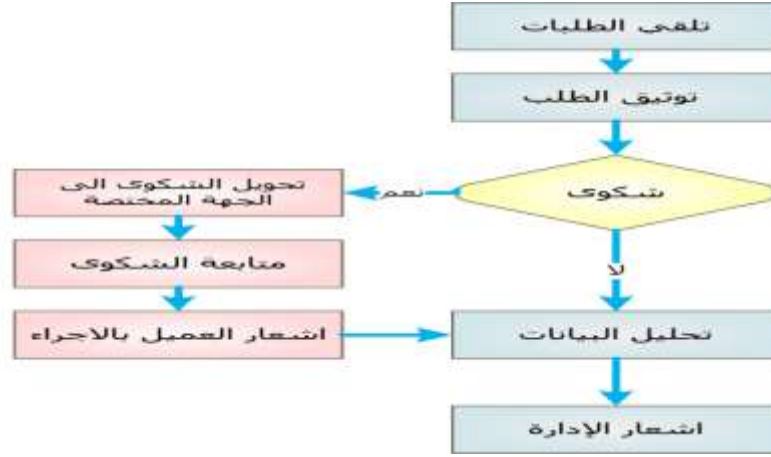 تلقي الطلبات
توثيق الطلب
شكوى
نعم
تحويل الشكوى الى
الجهة المختصة
متابعة الشكوى
اشعار العميل بالاجراء
لا
تحليل البيانات
اشعار الإدارة